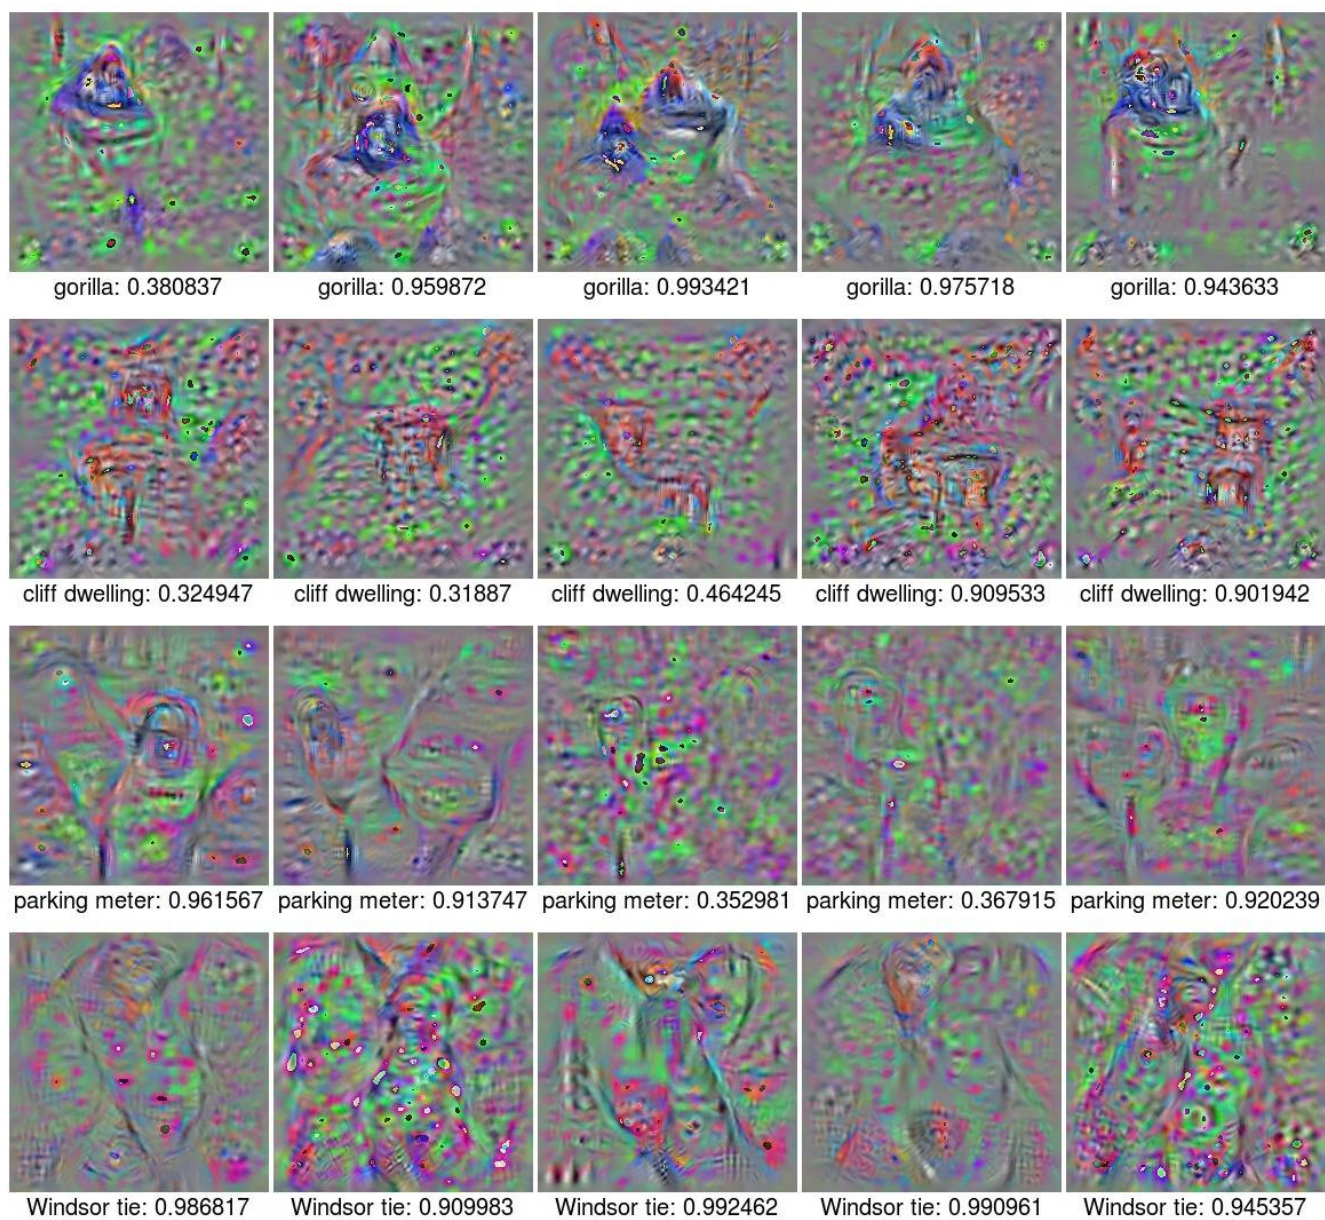 gorilla: 0.380837 gorilla: 0.959872 gorilla: 0.993421 gorilla: 0.975718 gorilla: 0.943633
cliff dwelling: 0.324947 cliff dwelling: 0.31887 cliff dwelling: 0.464245 cliff dwelling: 0.909533 cliff dwelling: 0.901942
parking meter: 0.961567 parking meter: 0.913747 parking meter: 0.352981 parking meter: 0.367915 parking meter: 0.920239
Windsor tie: 0.986817 Windsor tie: 0.909983 Windsor tie: 0.992462 Windsor tie: 0.990961 Windsor tie: 0.945357